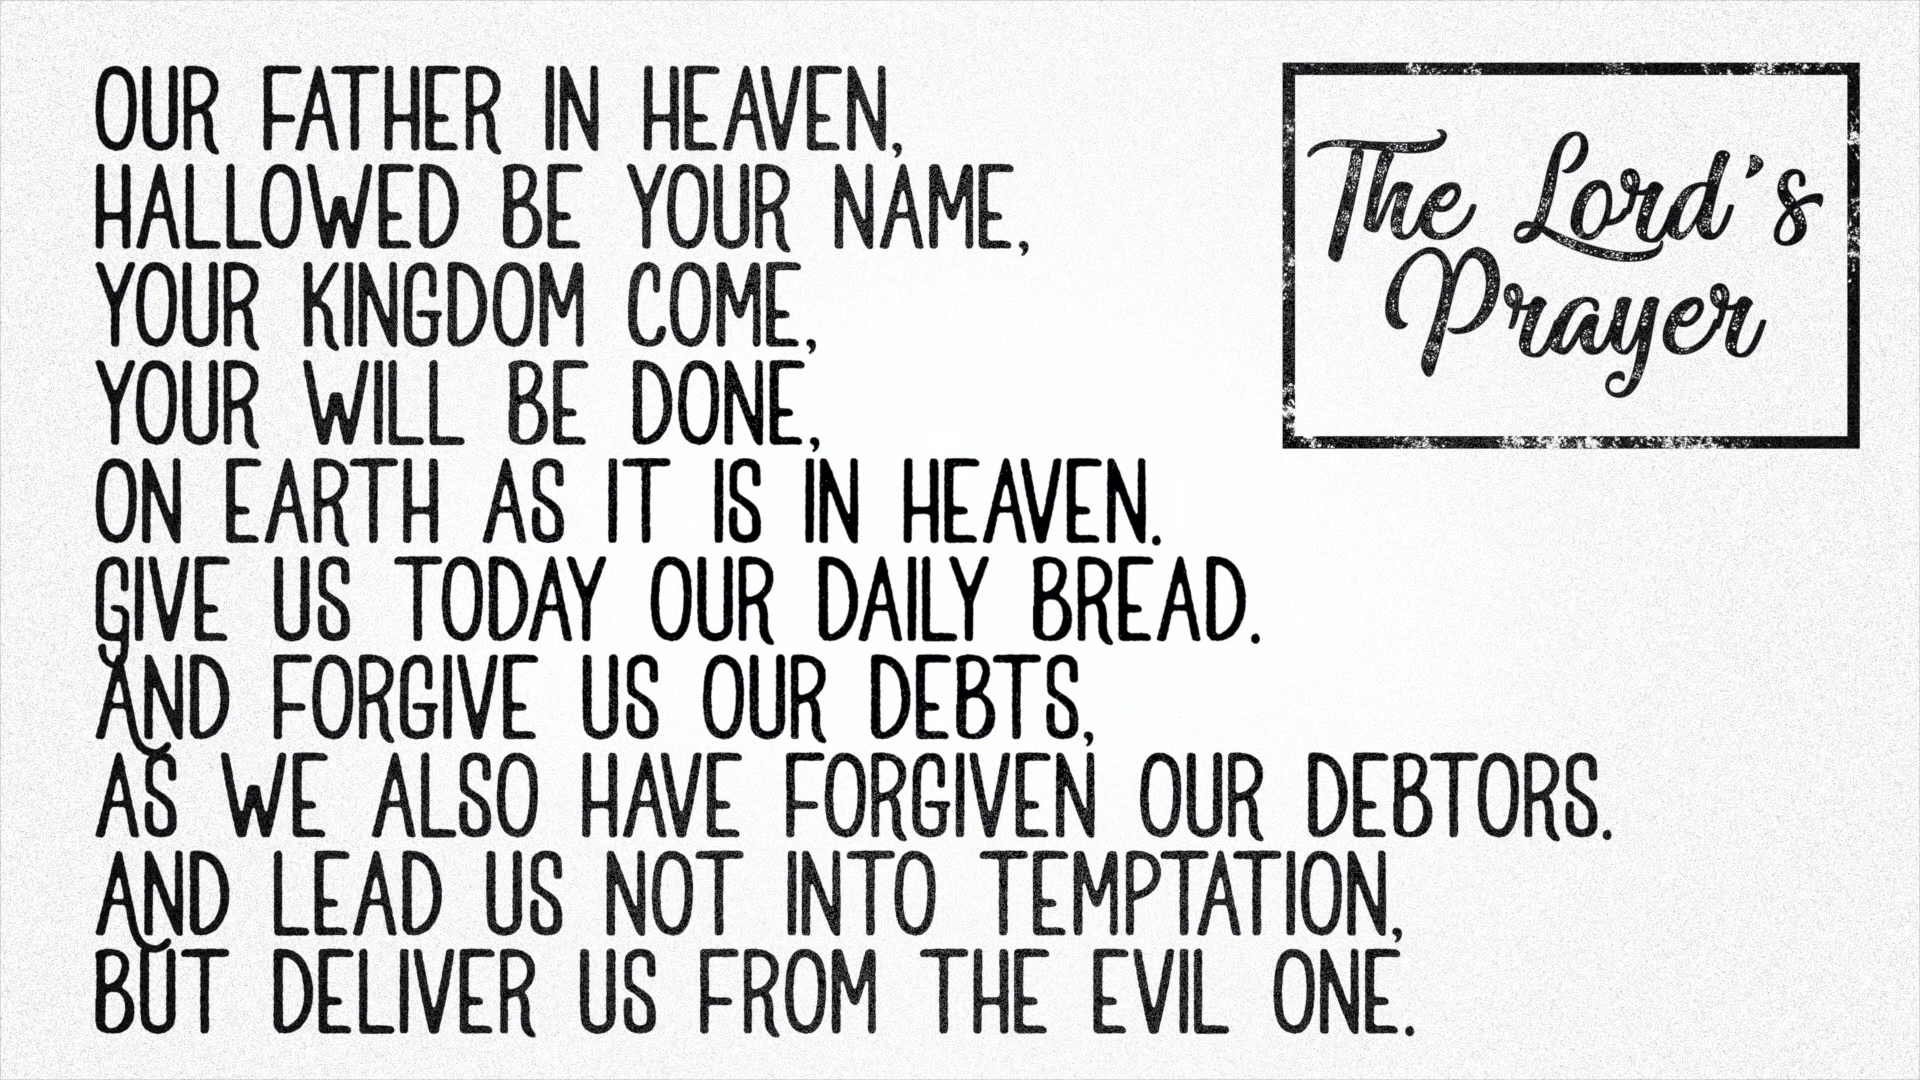 OUR FATHER IN HEAVEN,
HALLOWED BE YOUR NAME,
YOUR KINGDOM COME,
YOUR WILL BE DONE,
ON EARTH AS IT IS IN HEAVEN.
GIVE US TODAY OUR DAILY BREAD.
AND FORGIVE US OUR DEBTS,
AS WE ALSO HAVE FORGIVEN OUR DEBTORS.
AND LEAD US NOT INTO TEMPTATION,
BUT DELIVER US FROM THE EVIL ONE.
The Lord's
Prayer